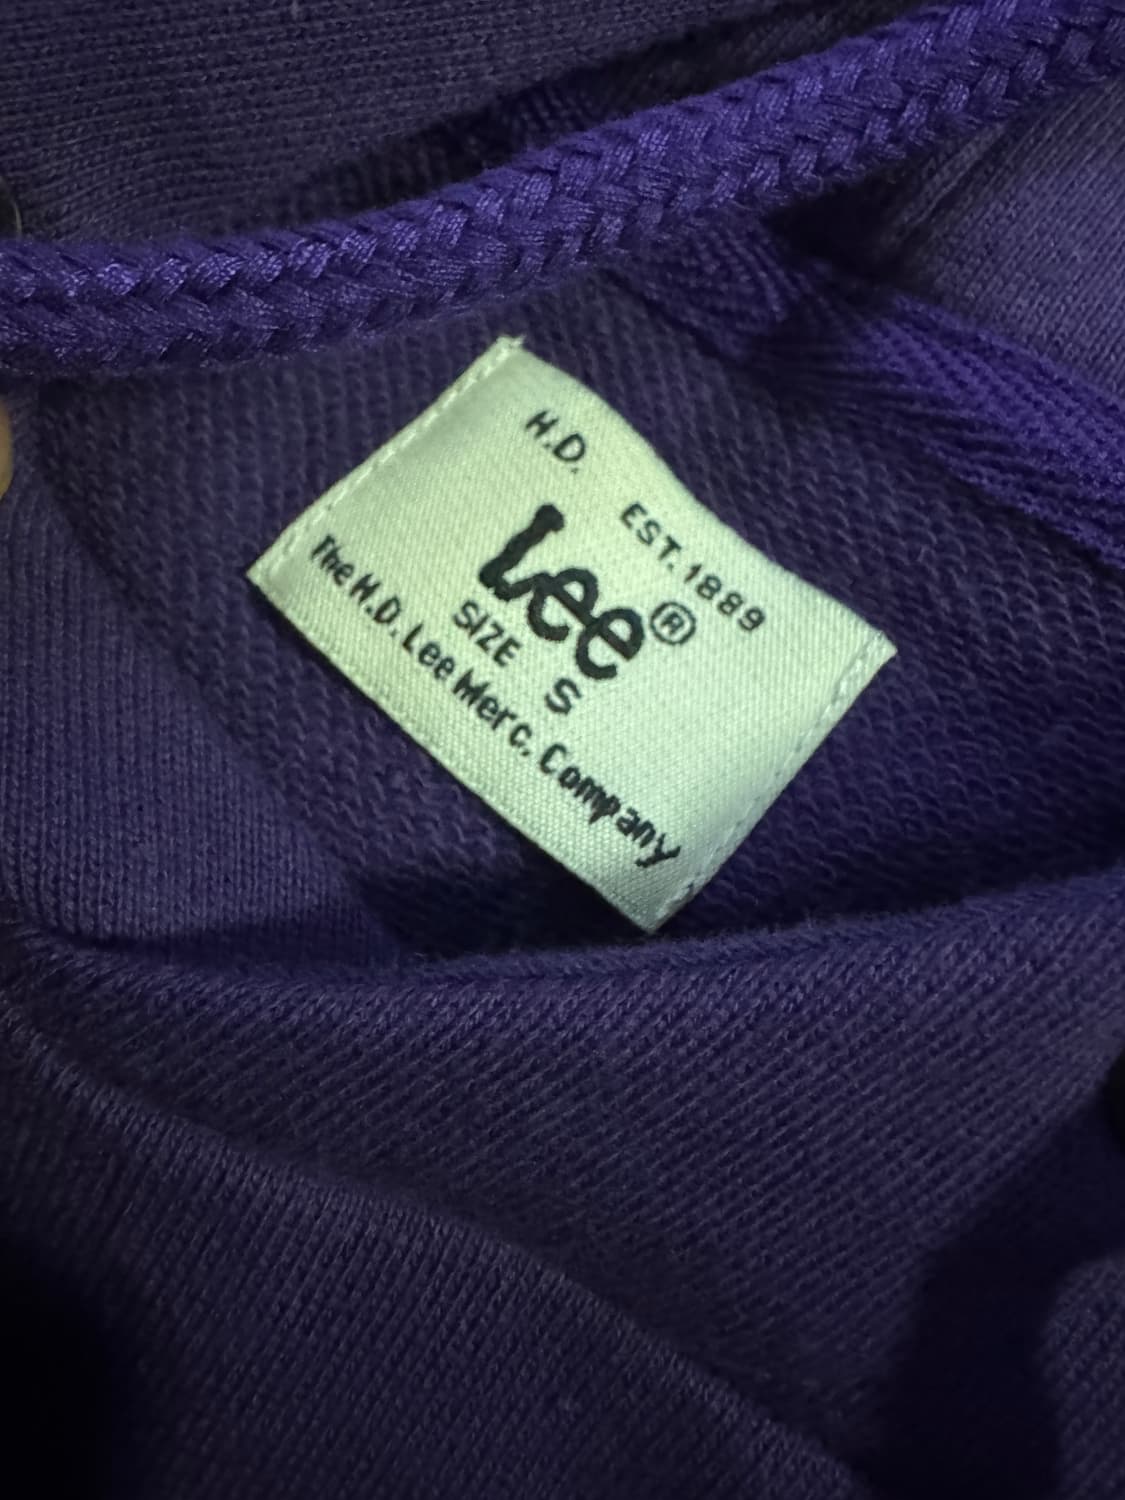 H.D.
EST. 1889
Lee®
SIZE S
The H.D. Lee Merc. Company